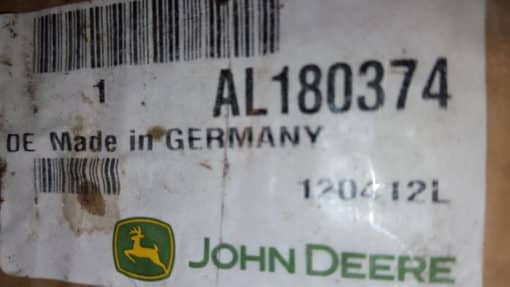 1 AL180374
DE Made in GERMANY
120412L
JOHN DEERE